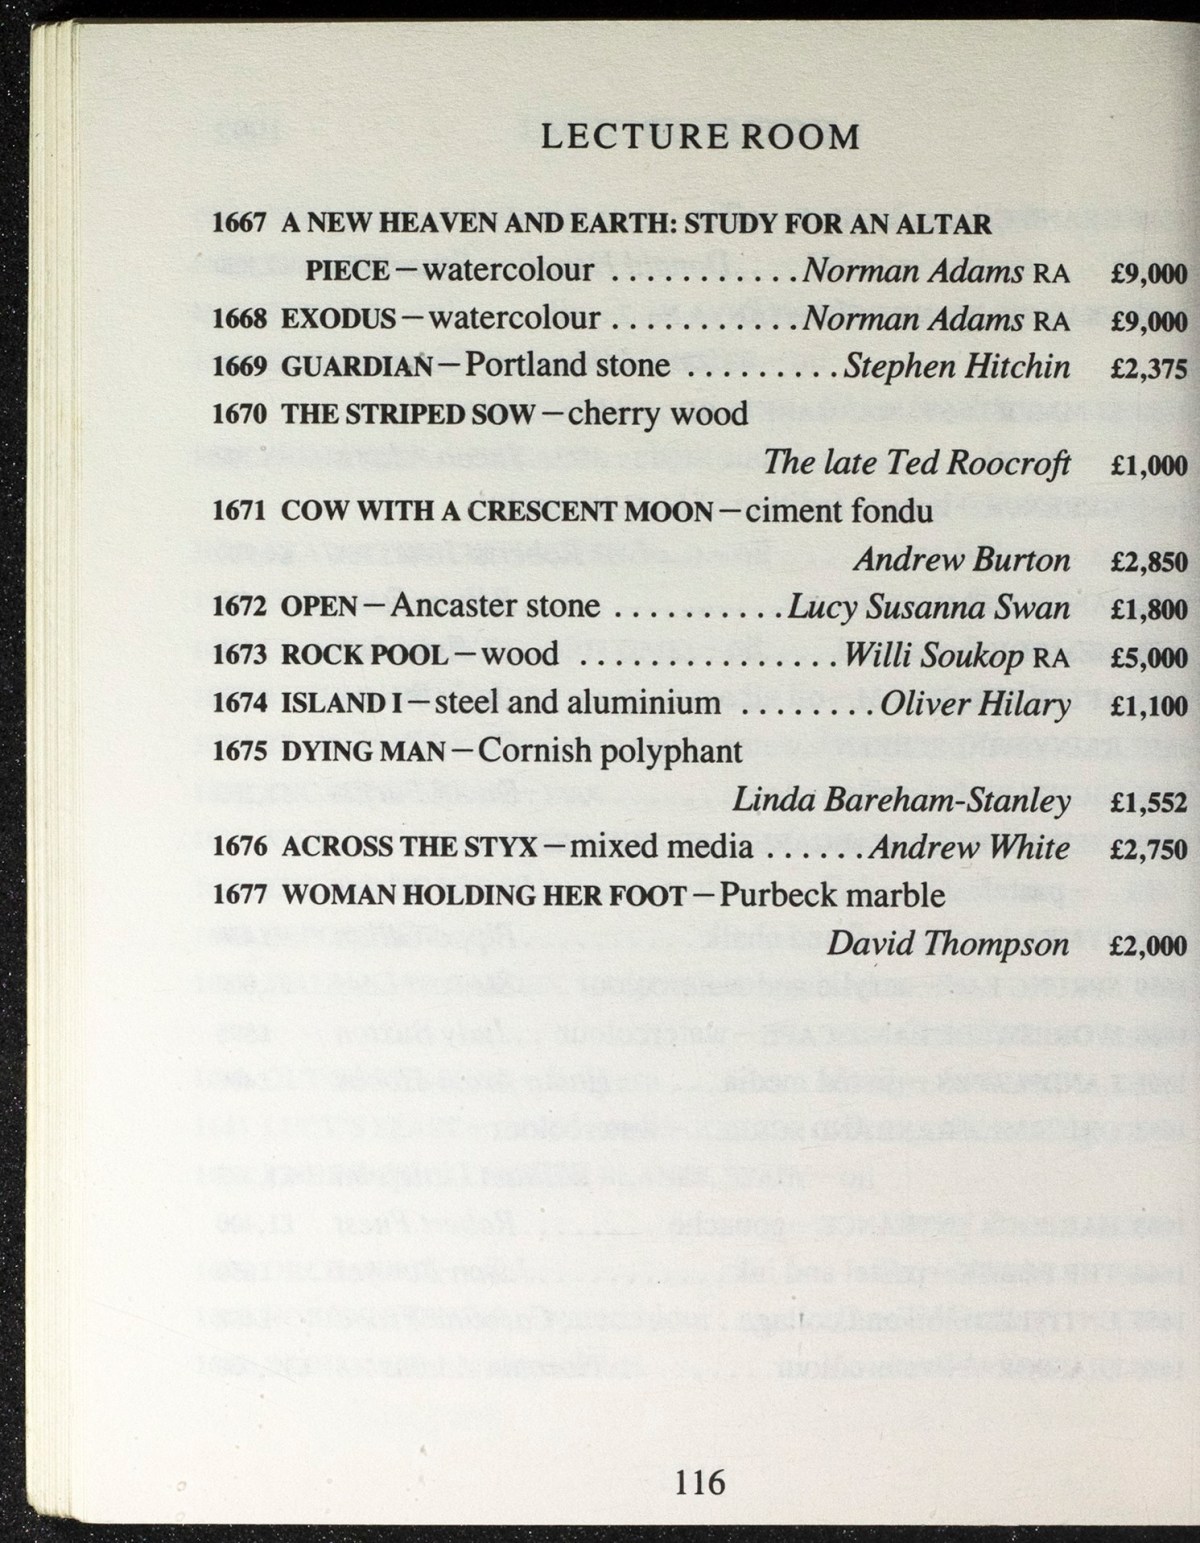 LECTURE ROOM
1667 A NEW HEAVEN AND EARTH: STUDY FOR AN ALTAR
PIECE – watercolour ........... Norman Adams RA £9,000
1668 EXODUS – watercolour ........... Norman Adams RA £9,000
1669 GUARDIAN – Portland stone ......... Stephen Hitchin £2,375
1670 THE STRIPED SOW – cherry wood
The late Ted Roocroft £1,000
1671 COW WITH A CRESCENT MOON – ciment fondu
Andrew Burton £2,850
1672 OPEN – Ancaster stone .......... Lucy Susanna Swan £1,800
1673 ROCK POOL – wood ............... Willi Soukop RA £5,000
1674 ISLAND I – steel and aluminium ........ Oliver Hilary £1,100
1675 DYING MAN – Cornish polyphant
Linda Bareham-Stanley £1,552
1676 ACROSS THE STYX – mixed media ...... Andrew White £2,750
1677 WOMAN HOLDING HER FOOT – Purbeck marble
David Thompson £2,000
116